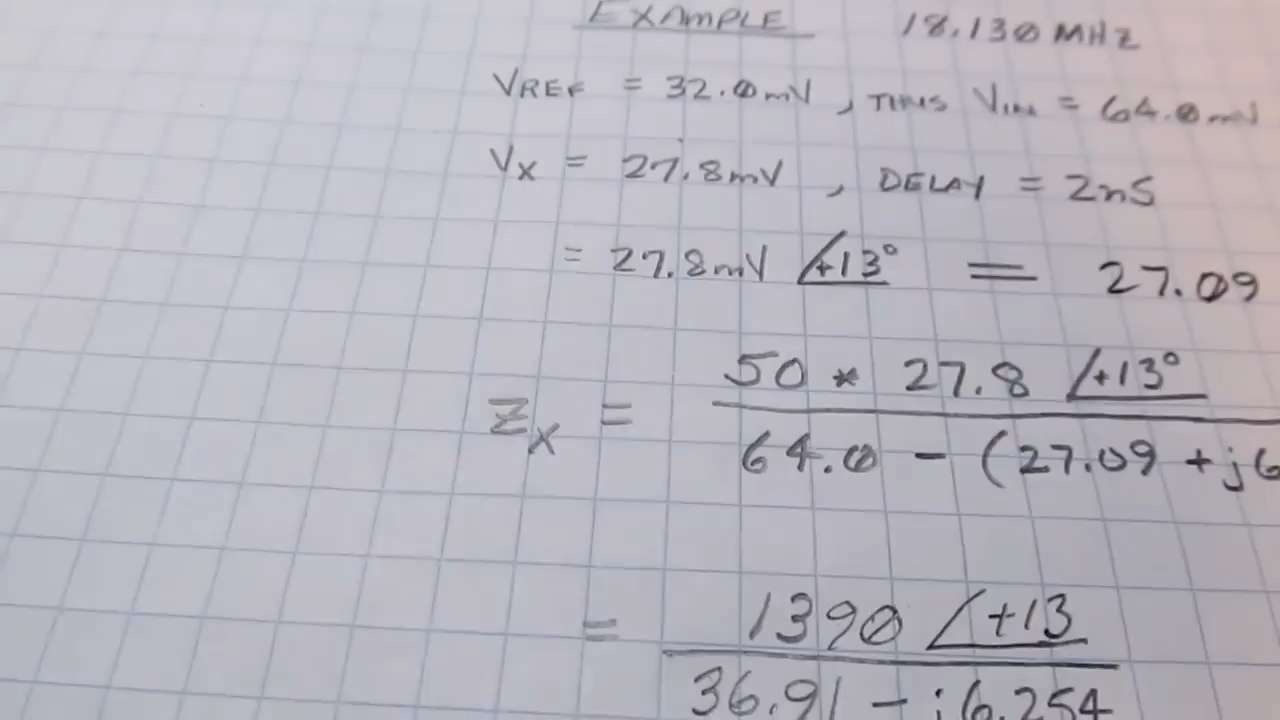 EXAMPLE 18.130 MHZ
VREF = 32.0mV, THUS VIN = 64.0mV
VX = 27.8mV, DELAY = 2nS
= 27.8mV ∠+13° = 27.09
50 * 27.8 ∠+13°
ZX =
64.0 - (27.09 + j6
1390 ∠+13
=
36.91 - j6.254